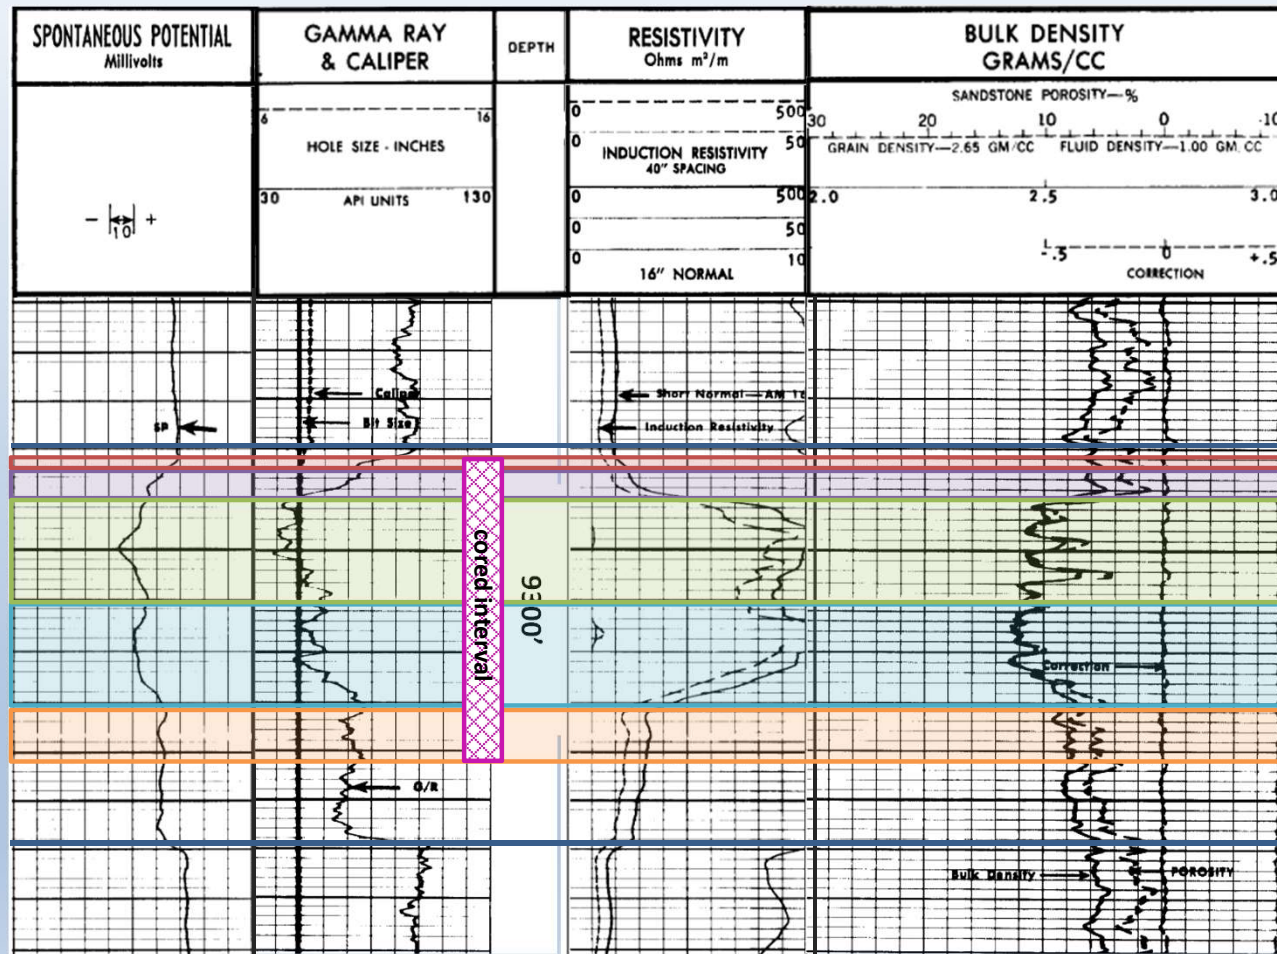 SPONTANEOUS POTENTIAL
Millivolts
GAMMA RAY
& CALIPER
DEPTH
RESISTIVITY
Ohms m²/m
BULK DENSITY
GRAMS/CC
- 10 +
6 16
HOLE SIZE - INCHES
30 API UNITS 130
0 500
0 50
INDUCTION RESISTIVITY
40" SPACING
0 500
0 50
0 10
16" NORMAL
SANDSTONE POROSITY—%
30 20 10 0 -10
GRAIN DENSITY—2.65 GM/CC FLUID DENSITY—1.00 GM/CC
2.0 2.5 3.0
-.5 0 +.5
CORRECTION
SP
Caliper
Bit Size
Short Normal—AM
Induction Resistivity
cored interval
9300'
Correction
G/R
Bulk Density
POROSITY